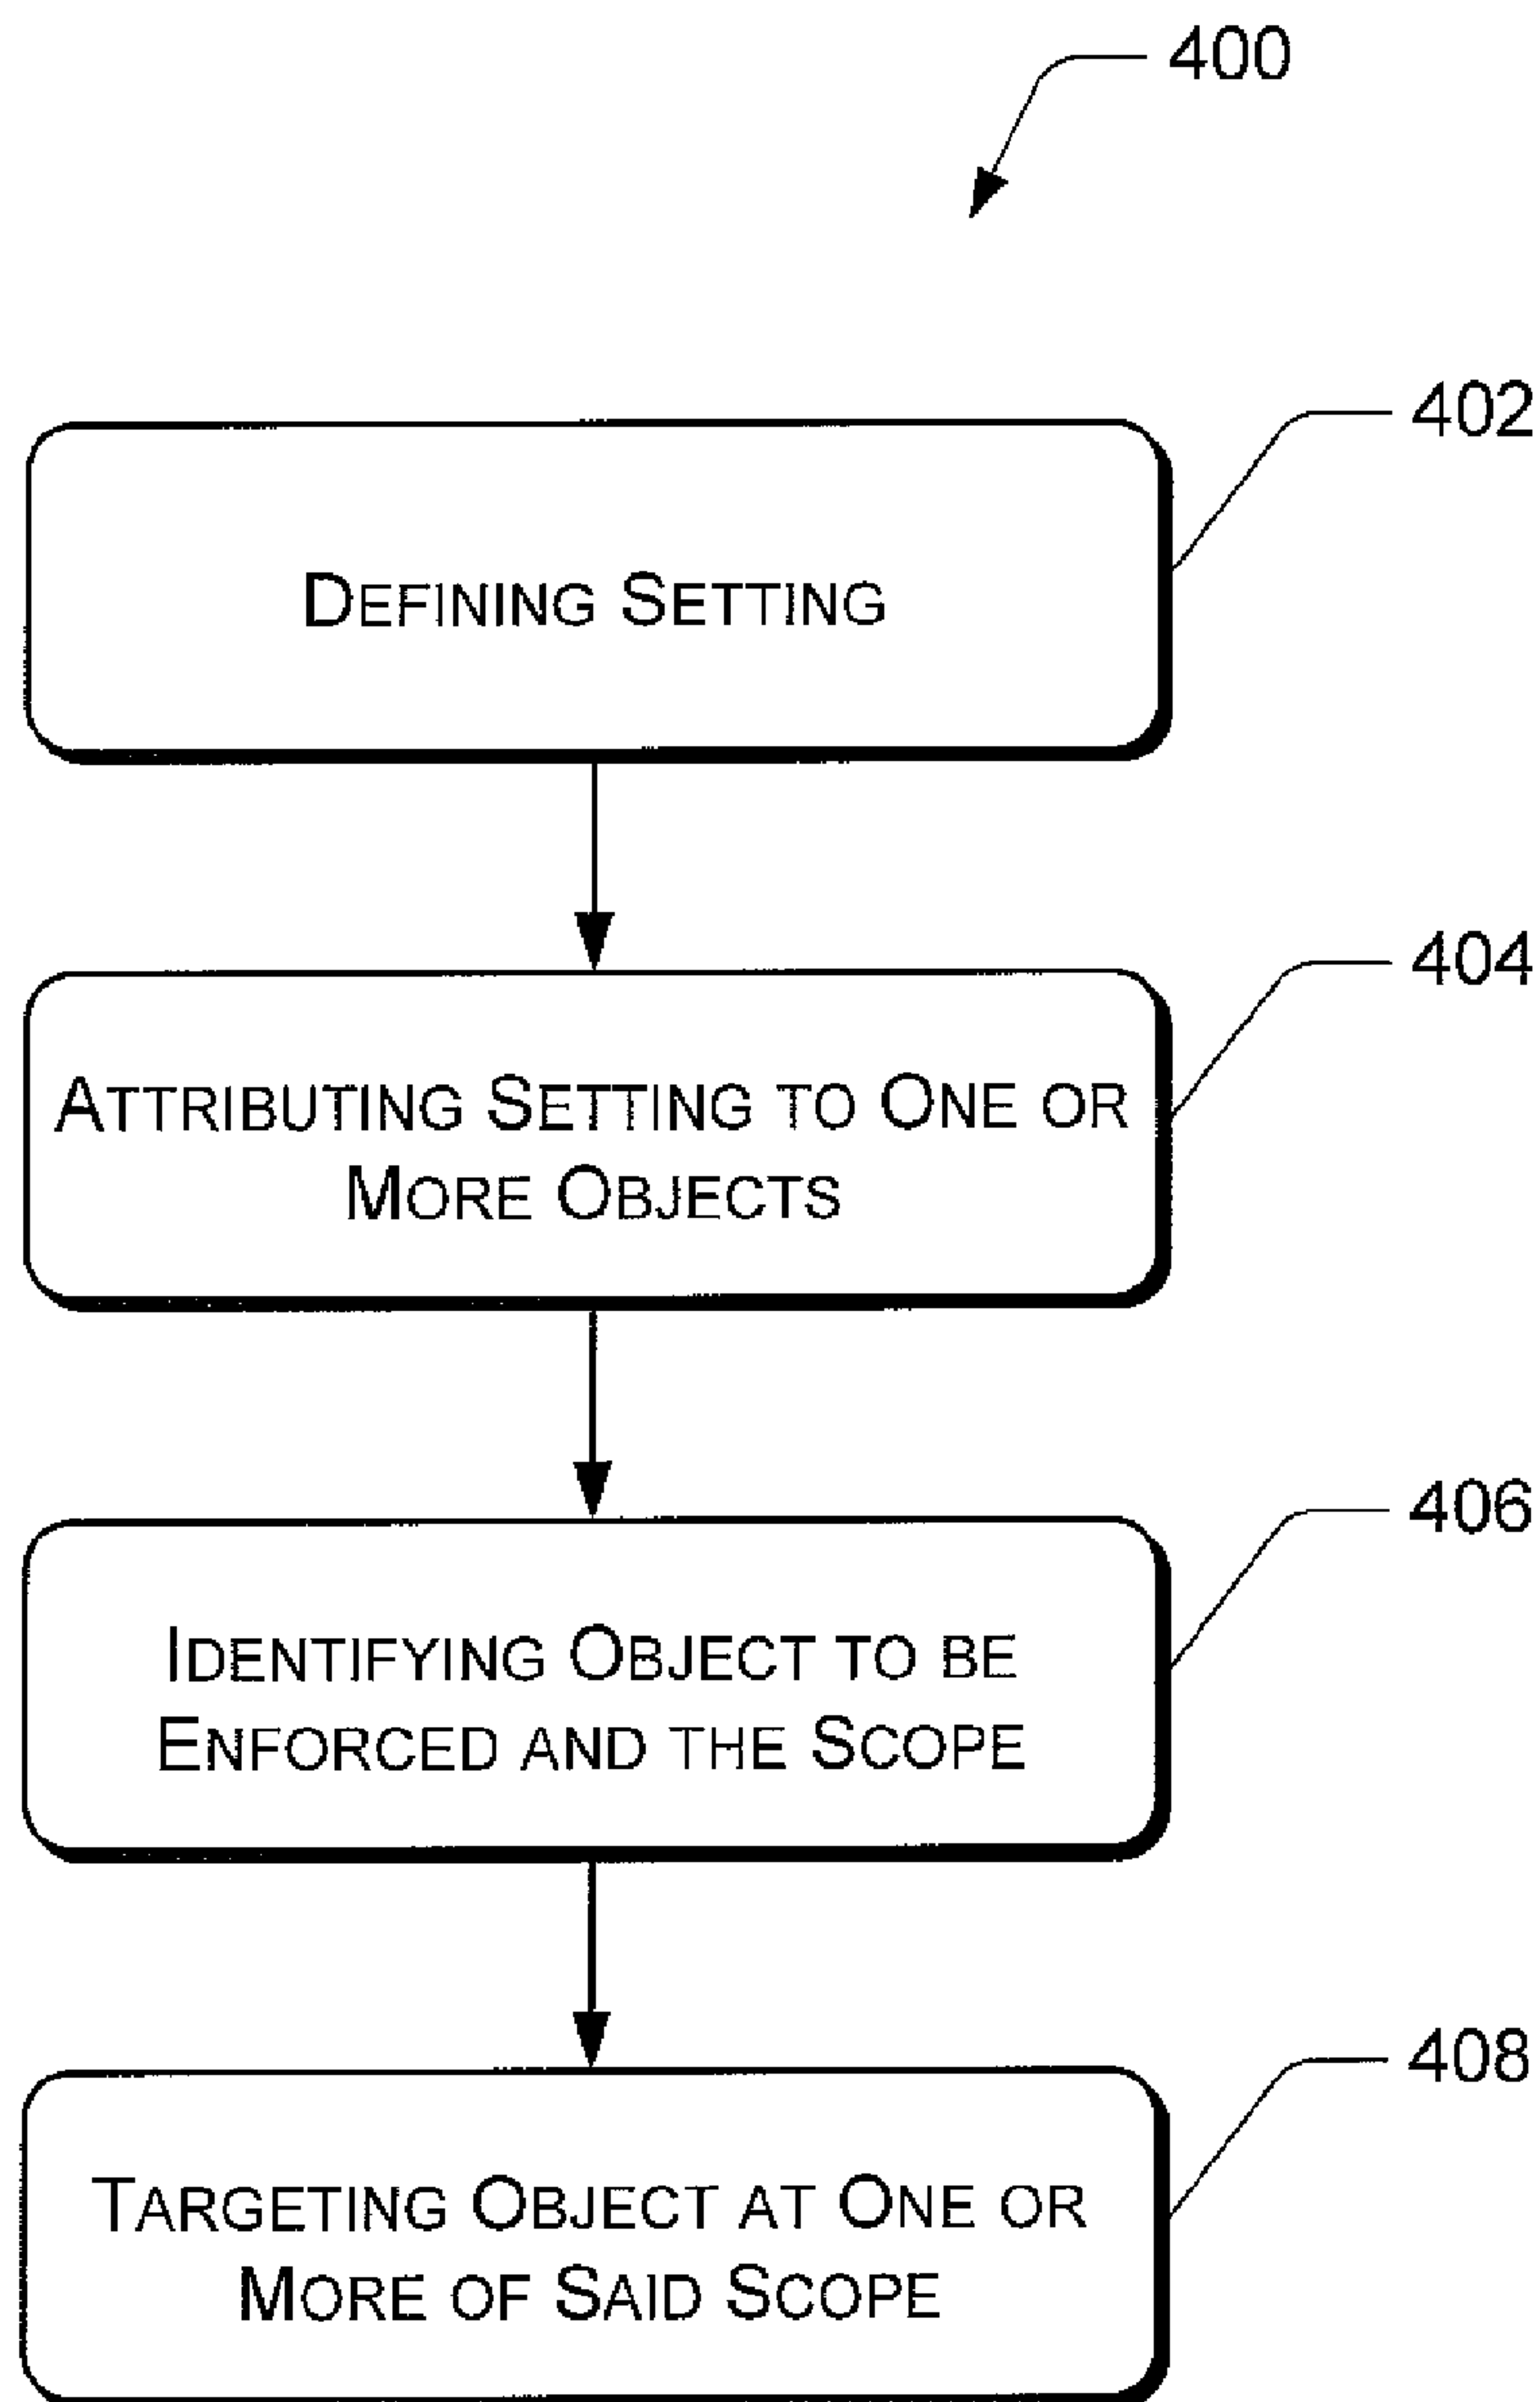 400
402
DEFINING SETTING
404
ATTRIBUTING SETTING TO ONE OR
MORE OBJECTS
406
IDENTIFYING OBJECT TO BE
ENFORCED AND THE SCOPE
408
TARGETING OBJECT AT ONE OR
MORE OF SAID SCOPE